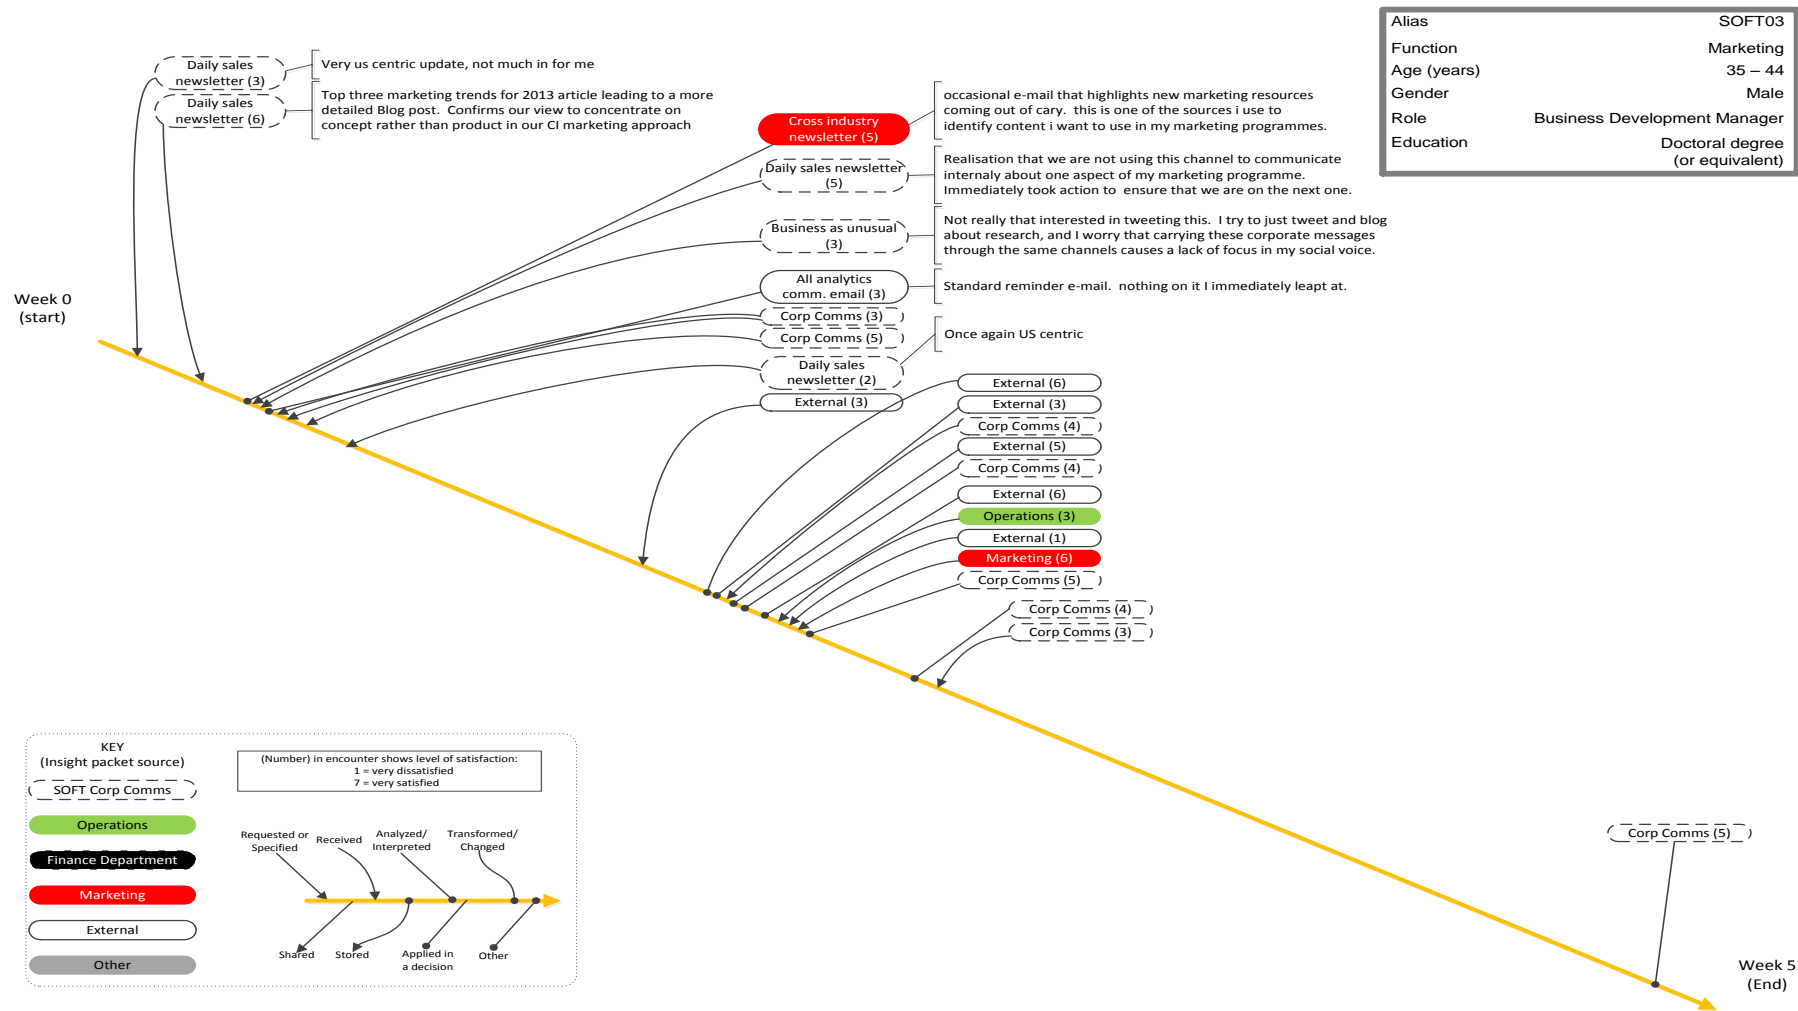 Alias SOFT03
Function Marketing
Age (years) 35 – 44
Gender Male
Role Business Development Manager
Education Doctoral degree
(or equivalent)
Daily sales
newsletter (3)
Very us centric update, not much in for me
Daily sales
newsletter (6)
Top three marketing trends for 2013 article leading to a more
detailed Blog post.  Confirms our view to concentrate on
concept rather than product in our CI marketing approach
Cross industry
newsletter (5)
occasional e-mail that highlights new marketing resources
coming out of cary.  this is one of the sources i use to
identify content i want to use in my marketing programmes.
Daily sales newsletter
(5)
Realisation that we are not using this channel to communicate
internaly about one aspect of my marketing programme.
Immediately took action to  ensure that we are on the next one.
Business as unusual
(3)
Not really that interested in tweeting this.  I try to just tweet and blog
about research, and I worry that carrying these corporate messages
through the same channels causes a lack of focus in my social voice.
All analytics
comm. email (3)
Standard reminder e-mail.  nothing on it I immediately leapt at.
Corp Comms (3)
Corp Comms (5)
Daily sales
newsletter (2)
Once again US centric
External (3)
Week 0
(start)
External (6)
External (3)
Corp Comms (4)
External (5)
Corp Comms (4)
External (6)
Operations (3)
External (1)
Marketing (6)
Corp Comms (5)
Corp Comms (4)
Corp Comms (3)
Corp Comms (5)
Week 5
(End)
KEY
(Insight packet source)
SOFT Corp Comms
Operations
Finance Department
Marketing
External
Other
(Number) in encounter shows level of satisfaction:
1 = very dissatisfied
7 = very satisfied
Requested or
Specified
Received
Analyzed/
Interpreted
Transformed/
Changed
Shared
Stored
Applied in
a decision
Other